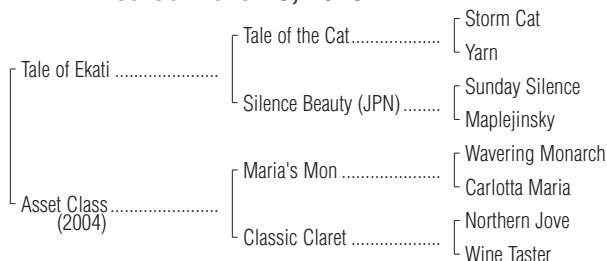 Storm Cat
Tale of the Cat....................
Yarn
Tale of Ekati .......................
Sunday Silence
Silence Beauty (JPN) ........
Maplejinsky
Wavering Monarch
Maria's Mon ......................
Carlotta Maria
Asset Class........................
(2004)
Northern Jove
Classic Claret ....................
Wine Taster